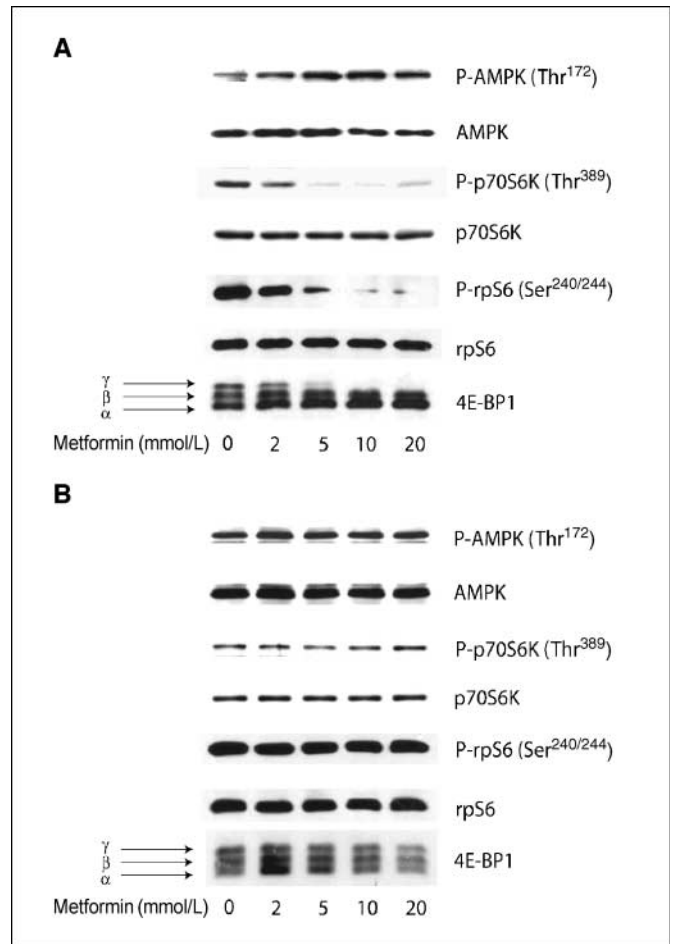 A
P-AMPK (Thr172)
AMPK
P-p70S6K (Thr389)
p70S6K
P-rpS6 (Ser240/244)
rpS6
γ
β
α
4E-BP1
Metformin (mmol/L) 0 2 5 10 20
B
P-AMPK (Thr172)
AMPK
P-p70S6K (Thr389)
p70S6K
P-rpS6 (Ser240/244)
rpS6
γ
β
α
4E-BP1
Metformin (mmol/L) 0 2 5 10 20